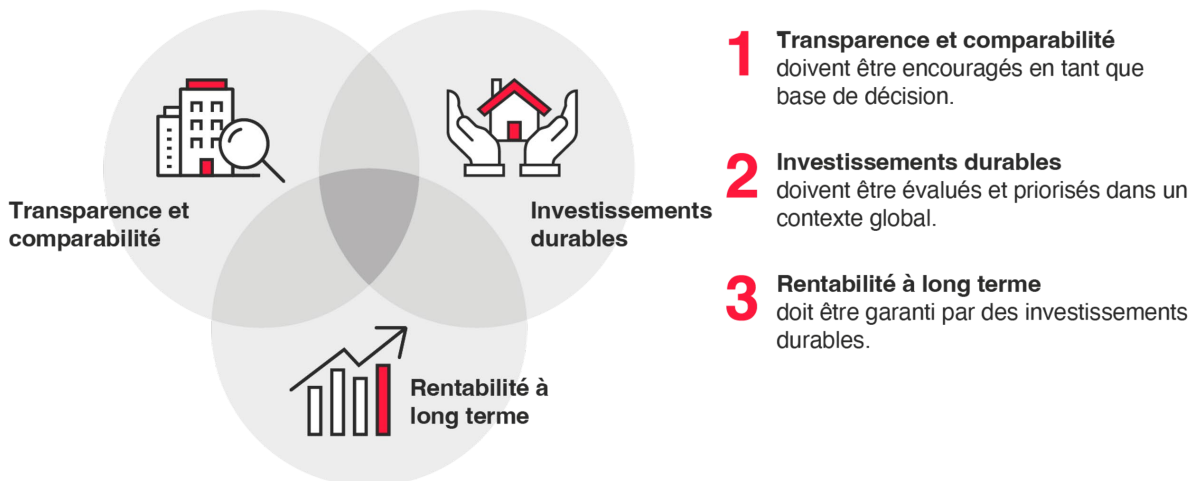 Transparence et
comparabilité
Investissements
durables
Rentabilité à
long terme
1 Transparence et comparabilité
doivent être encouragés en tant que
base de décision.
2 Investissements durables
doivent être évalués et priorisés dans un
contexte global.
3 Rentabilité à long terme
doit être garanti par des investissements
durables.